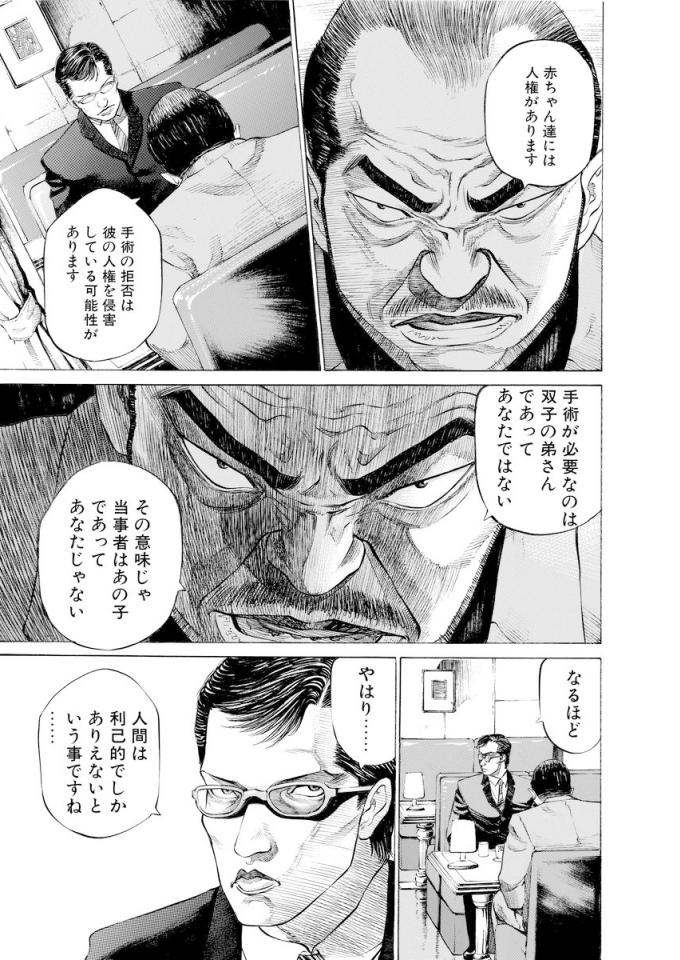 赤ちゃん達には
人権があります
手術の拒否は
彼の人権を侵害
している可能性が
あります
手術が必要なのは
双子の弟さん
であって
あなたではない
その意味じゃ
当事者はあの子
であって
あなたじゃない
なるほど
やはり……
人間は
利己的でしか
ありえないと
いう事ですね
……